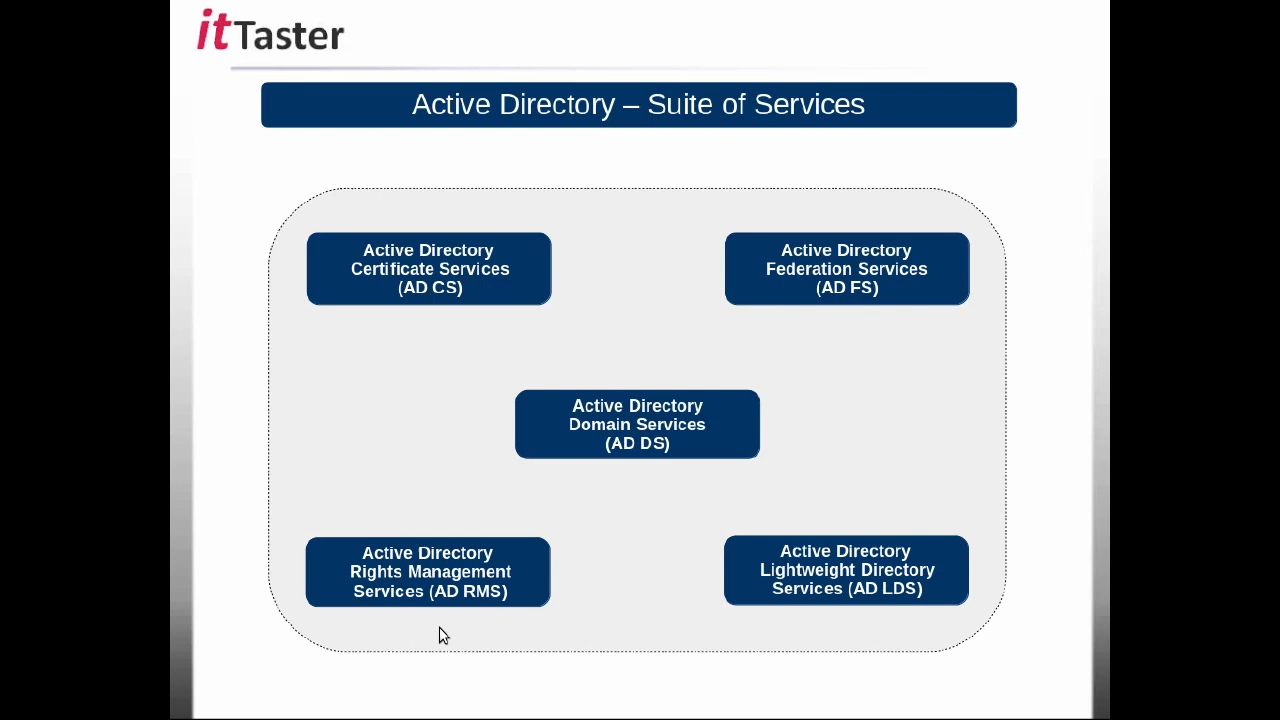 itTaster
Active Directory – Suite of Services
Active Directory
Certificate Services
(AD CS)
Active Directory
Federation Services
(AD FS)
Active Directory
Domain Services
(AD DS)
Active Directory
Rights Management
Services (AD RMS)
Active Directory
Lightweight Directory
Services (AD LDS)